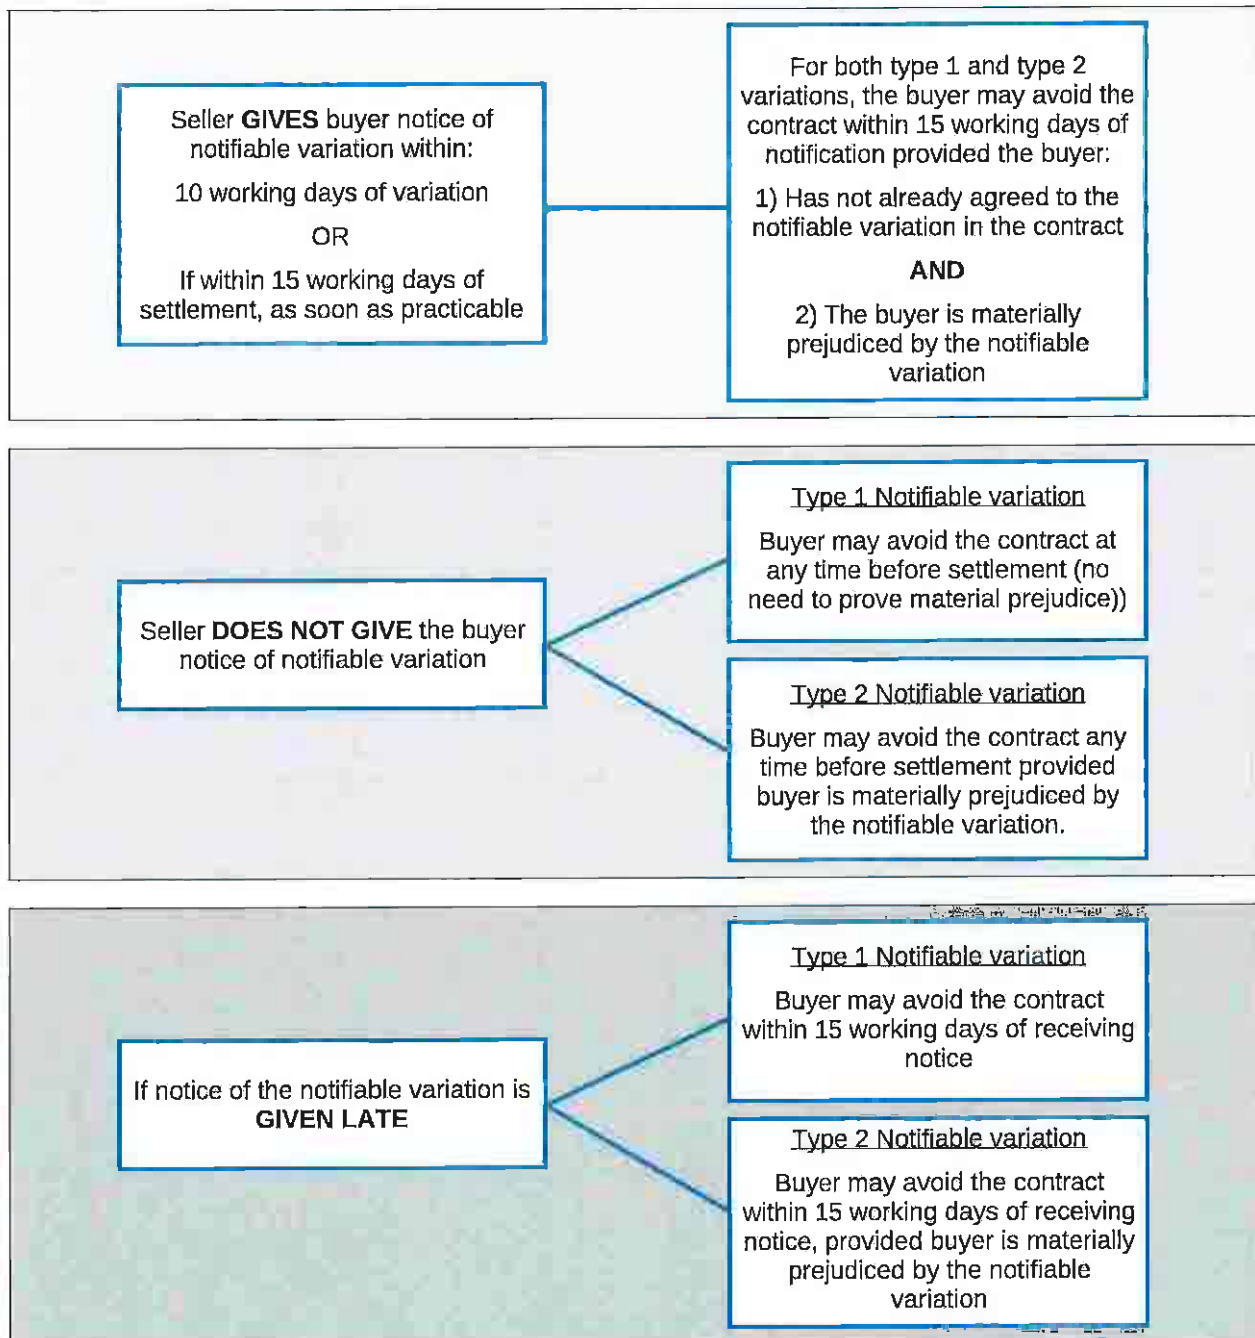 Seller GIVES buyer notice of
notifiable variation within:
10 working days of variation
OR
If within 15 working days of
settlement, as soon as practicable
For both type 1 and type 2
variations, the buyer may avoid the
contract within 15 working days of
notification provided the buyer:
1) Has not already agreed to the
notifiable variation in the contract
AND
2) The buyer is materially
prejudiced by the notifiable
variation
Seller DOES NOT GIVE the buyer
notice of notifiable variation
Type 1 Notifiable variation
Buyer may avoid the contract at
any time before settlement (no
need to prove material prejudice))
Type 2 Notifiable variation
Buyer may avoid the contract any
time before settlement provided
buyer is materially prejudiced by
the notifiable variation.
If notice of the notifiable variation is
GIVEN LATE
Type 1 Notifiable variation
Buyer may avoid the contract
within 15 working days of receiving
notice
Type 2 Notifiable variation
Buyer may avoid the contract
within 15 working days of receiving
notice, provided buyer is materially
prejudiced by the notifiable
variation